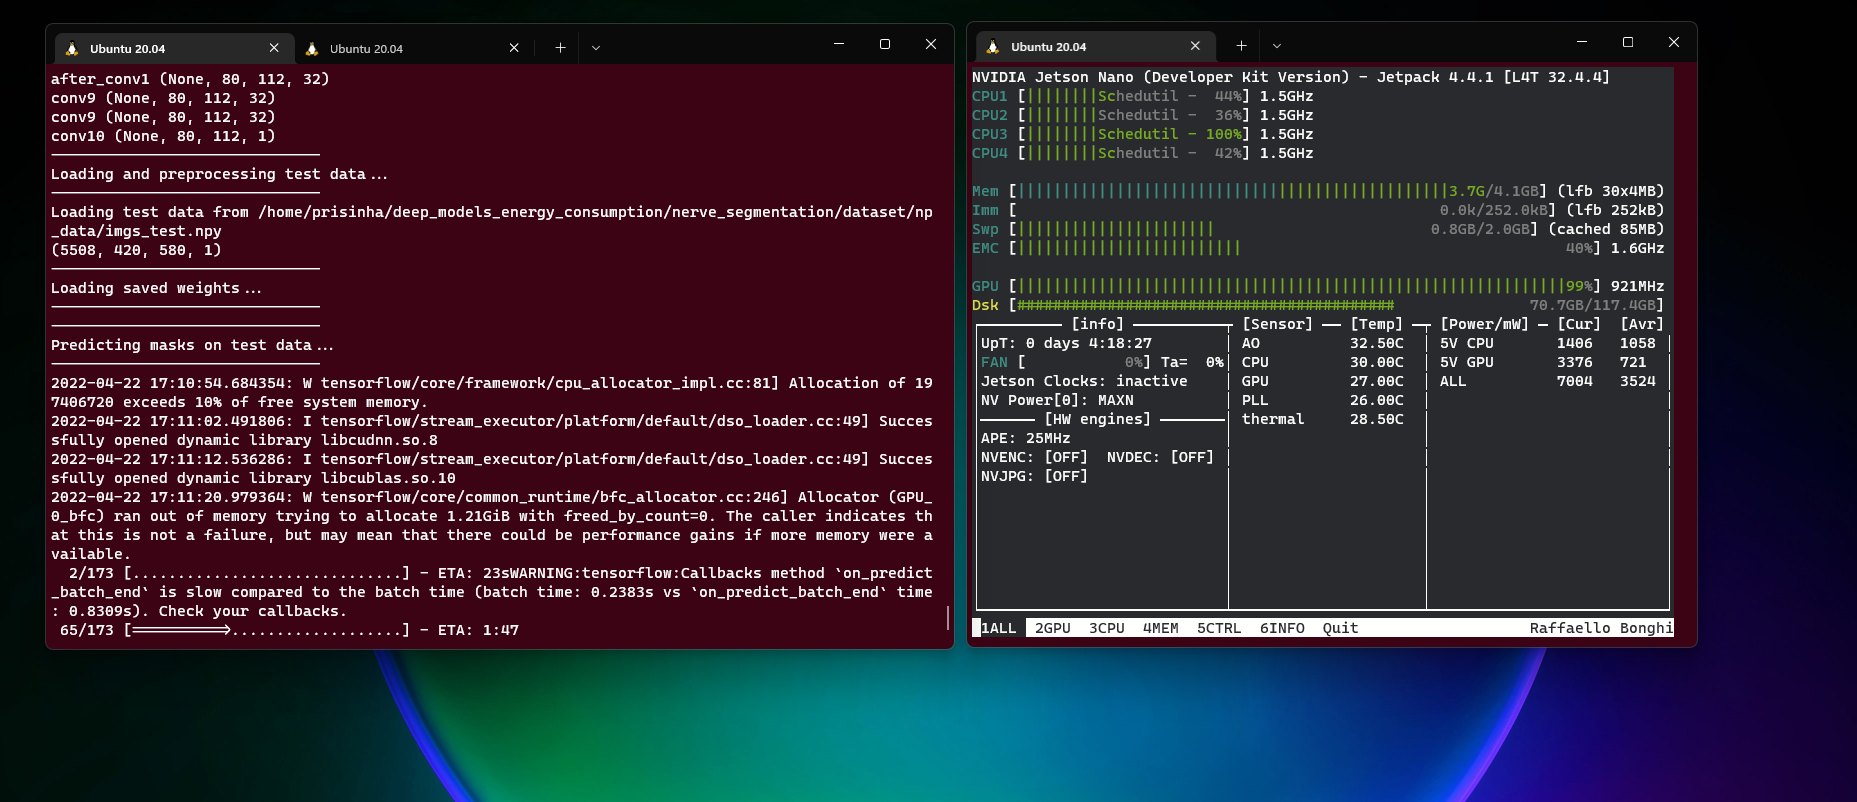 Ubuntu 20.04
Ubuntu 20.04
after_conv1 (None, 80, 112, 32)
conv9 (None, 80, 112, 32)
conv9 (None, 80, 112, 32)
conv10 (None, 80, 112, 1)
------------------------------
Loading and preprocessing test data...
------------------------------
Loading test data from /home/prisinha/deep_models_energy_consumption/nerve_segmentation/dataset/np
_data/imgs_test.npy
(5508, 420, 580, 1)
------------------------------
Loading saved weights...
------------------------------
------------------------------
Predicting masks on test data...
------------------------------
2022-04-22 17:10:54.684354: W tensorflow/core/framework/cpu_allocator_impl.cc:81] Allocation of 19
7406720 exceeds 10% of free system memory.
2022-04-22 17:11:02.491806: I tensorflow/stream_executor/platform/default/dso_loader.cc:49] Succes
sfully opened dynamic library libcudnn.so.8
2022-04-22 17:11:12.536286: I tensorflow/stream_executor/platform/default/dso_loader.cc:49] Succes
sfully opened dynamic library libcublas.so.10
2022-04-22 17:11:20.979364: W tensorflow/core/common_runtime/bfc_allocator.cc:246] Allocator (GPU_
0_bfc) ran out of memory trying to allocate 1.21GiB with freed_by_count=0. The caller indicates th
at this is not a failure, but may mean that there could be performance gains if more memory were a
vailable.
2/173 [..............................] - ETA: 23sWARNING:tensorflow:Callbacks method `on_predict
_batch_end` is slow compared to the batch time (batch time: 0.2383s vs `on_predict_batch_end` time
: 0.8309s). Check your callbacks.
65/173 [==========>...................] - ETA: 1:47
Ubuntu 20.04
NVIDIA Jetson Nano (Developer Kit Version) - Jetpack 4.4.1 [L4T 32.4.4]
CPU1 [||||||||Schedutil -  44%] 1.5GHz
CPU2 [||||||||Schedutil -  36%] 1.5GHz
CPU3 [||||||||Schedutil - 100%] 1.5GHz
CPU4 [||||||||Schedutil -  42%] 1.5GHz
Mem [||||||||||||||||||||||||||||||||||||||||||||||||3.7G/4.1GB] (lfb 30x4MB)
Imm [ 0.0k/252.0kB] (lfb 252kB)
Swp [|||||||||||||||||||||| 0.8GB/2.0GB] (cached 85MB)
EMC [||||||||||||||||||||||||| 40%] 1.6GHz
GPU [|||||||||||||||||||||||||||||||||||||||||||||||||||||||||||||99%] 921MHz
Dsk [########################################## 70.7GB/117.4GB]
[info] [Sensor] [Temp] [Power/mW] [Cur] [Avr]
UpT: 0 days 4:18:27 AO 32.50C 5V CPU 1406 1058
FAN [ 0%] Ta= 0% CPU 30.00C 5V GPU 3376 721
Jetson Clocks: inactive GPU 27.00C ALL 7004 3524
NV Power[0]: MAXN PLL 26.00C
[HW engines] thermal 28.50C
APE: 25MHz
NVENC: [OFF] NVDEC: [OFF]
NVJPG: [OFF]
1ALL 2GPU 3CPU 4MEM 5CTRL 6INFO Quit Raffaello Bonghi